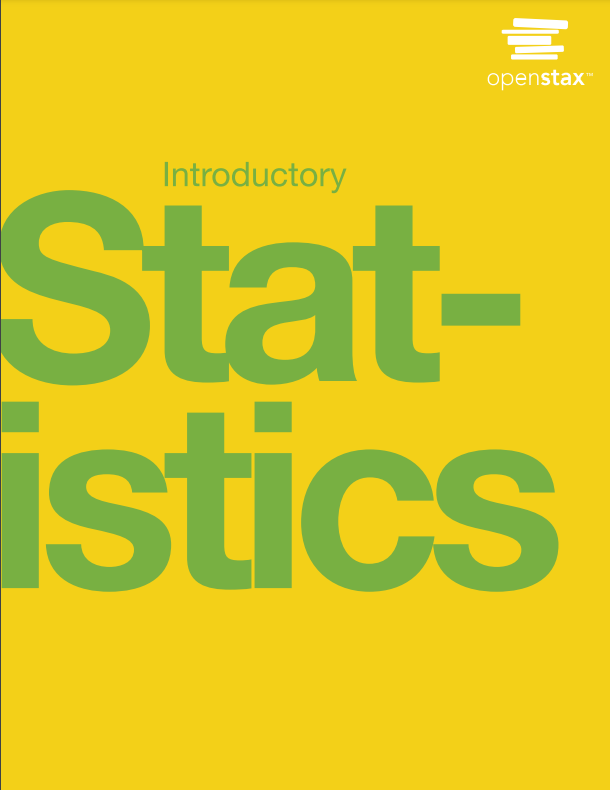 openstax™
Introductory
Stat-
istics